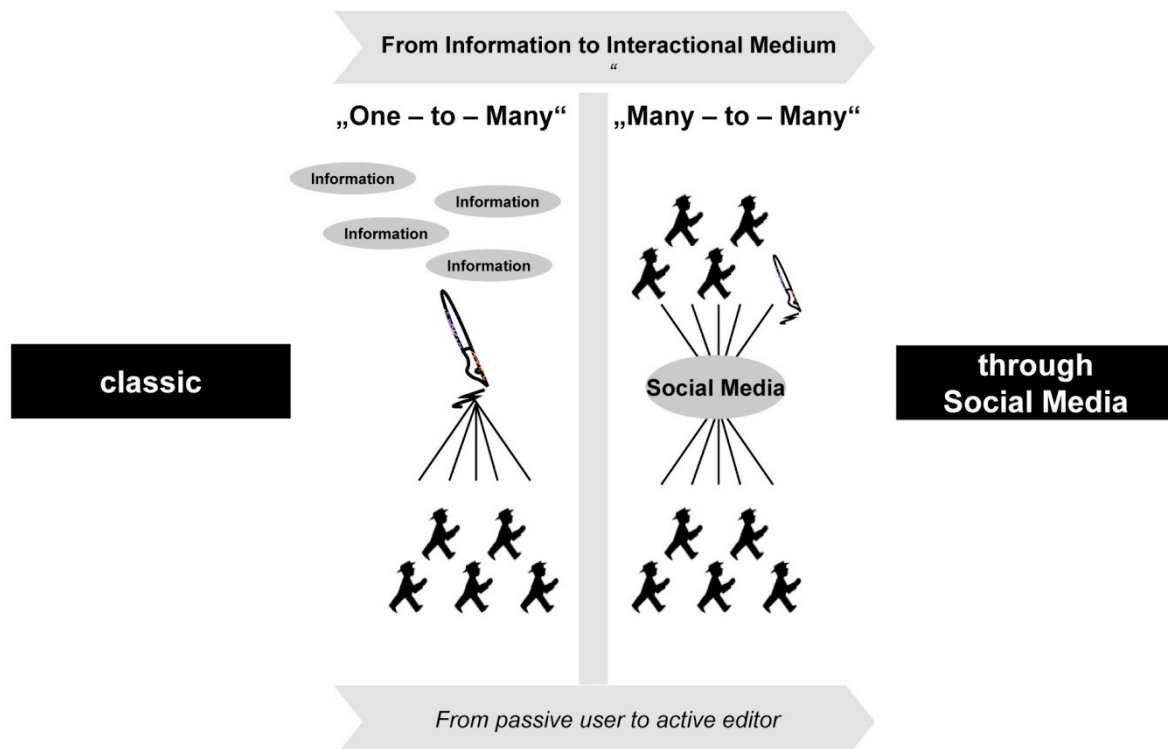 From Information to Interactional Medium
“
„One – to – Many“
„Many – to – Many“
Information
Information
Information
Information
classic
Social Media
through
Social Media
From passive user to active editor